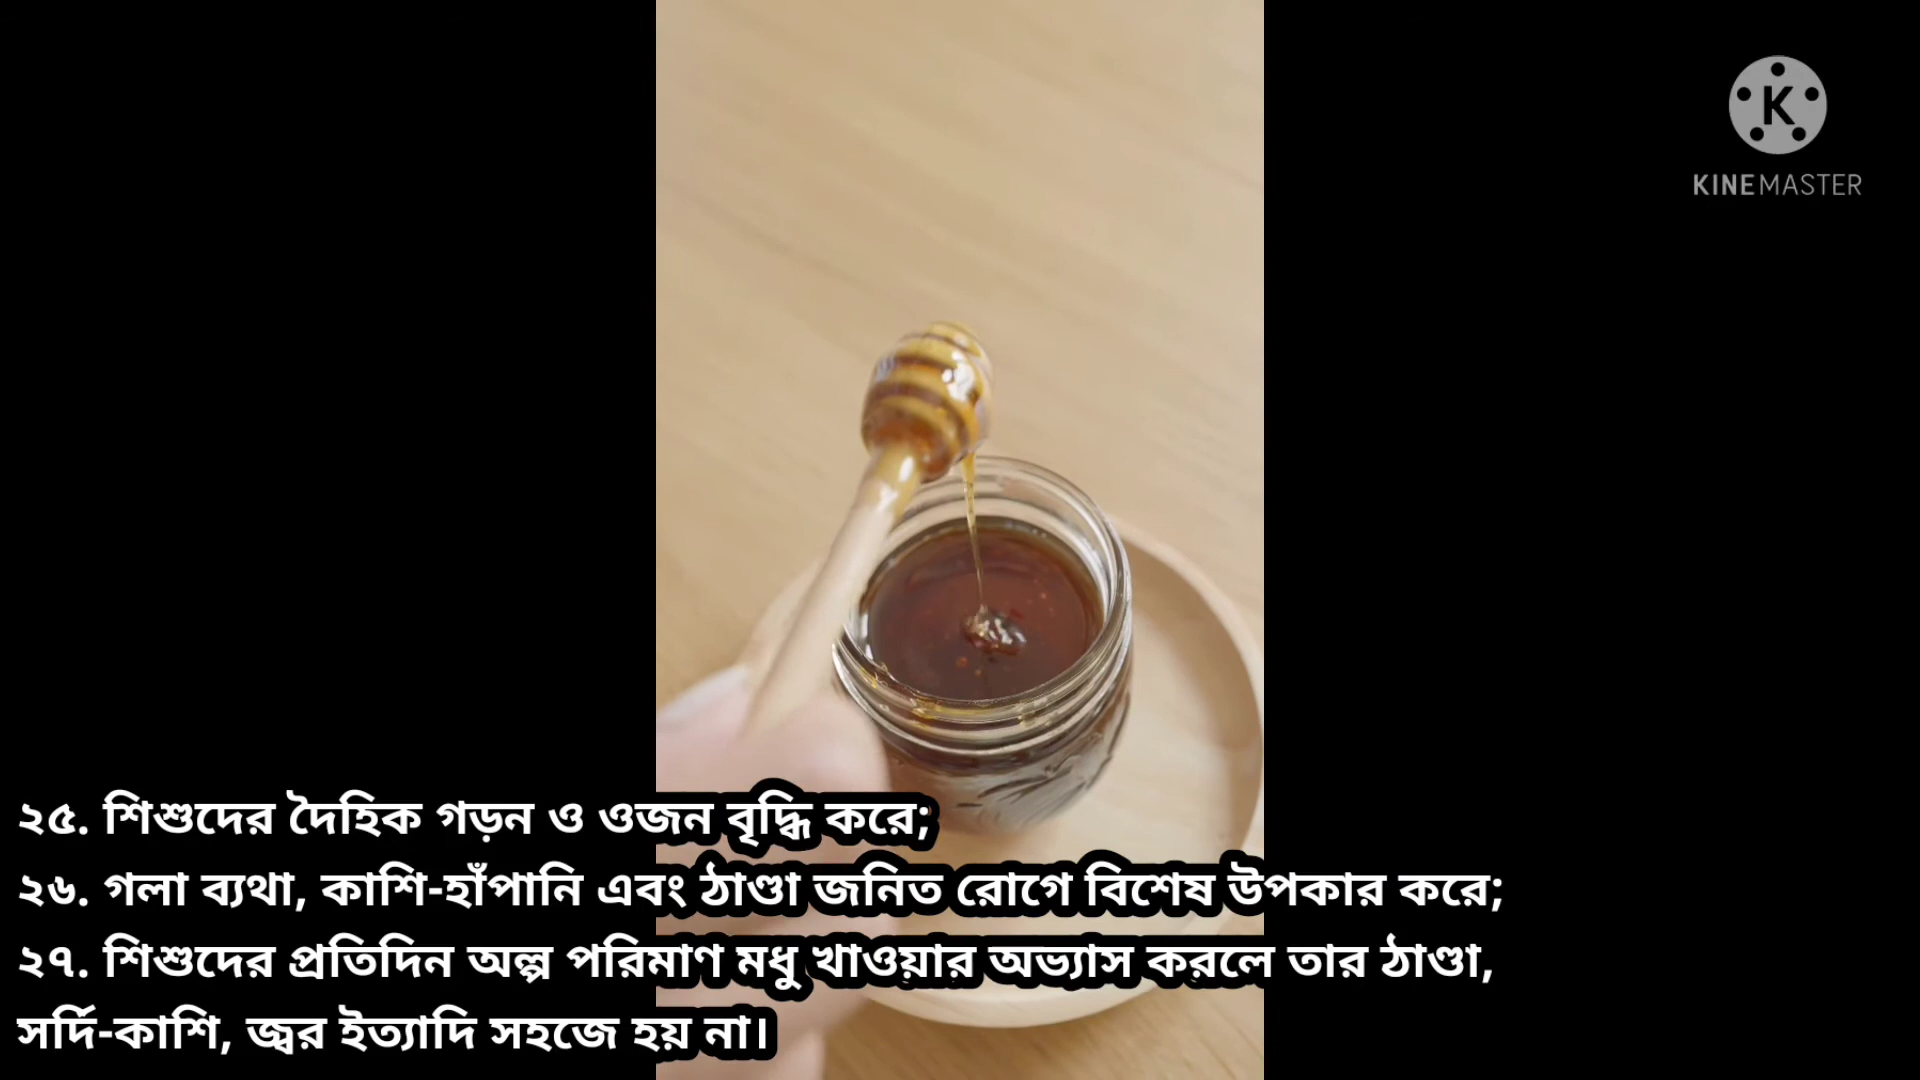 KINEMASTER
২৫. শিশুদের দৈহিক গড়ন ও ওজন বৃদ্ধি করে;
২৬. গলা ব্যথা, কাশি-হাঁপানি এবং ঠাণ্ডা জনিত রোগে বিশেষ উপকার করে;
২৭. শিশুদের প্রতিদিন অল্প পরিমাণ মধু খাওয়ার অভ্যাস করলে তার ঠাণ্ডা,
সর্দি-কাশি, জ্বর ইত্যাদি সহজে হয় না।